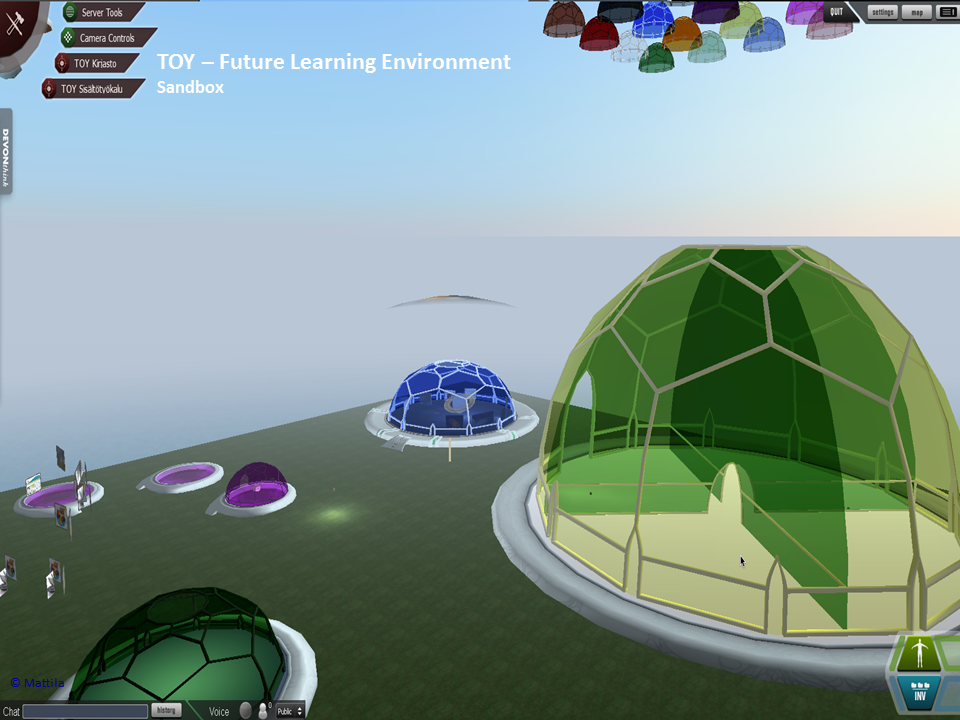 Server Tools
QUIT
settings
map
Camera Controls
TOY Kirjasto
TOY – Future Learning Environment
TOY Sisältötyökalu
Sandbox
DEVONthink
© Mattila
INV
Chat
history
Voice
0
Public